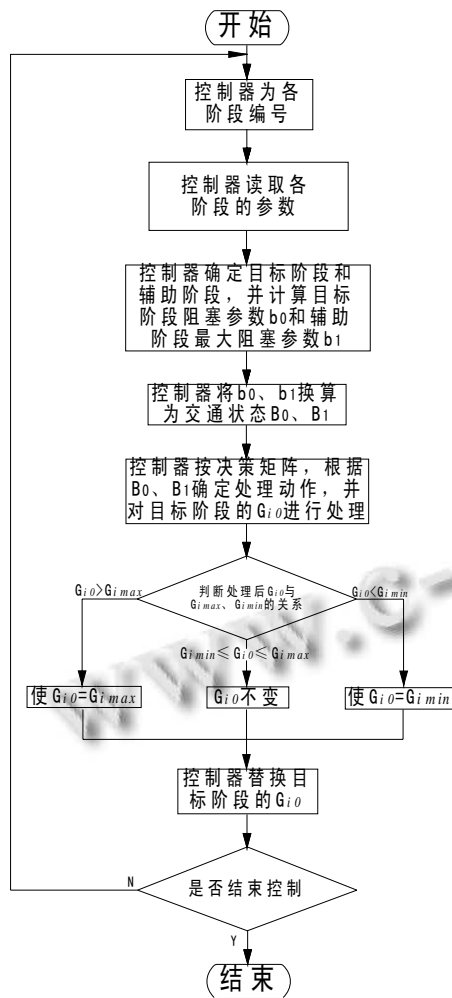 开始
控制器为各
阶段编号
控制器读取各
阶段的参数
控制器确定目标阶段和
辅助阶段，并计算目标
阶段阻塞参数b0和辅助
阶段最大阻塞参数b1
控制器将b0、b1换算
为交通状态B0、B1
控制器按决策矩阵，根据
B0、B1确定处理动作，并
对目标阶段的Gi0进行处理
判断处理后Gi0与
Gimax、Gimin的关系
Gi0>Gimax
Gi0<Gimin
Gimin≤Gi0≤Gimax
使Gi0=Gimax
Gi0不变
使Gi0=Gimin
控制器替换目
标阶段的Gi0
是否结束控制
N
Y
结束
www.c-